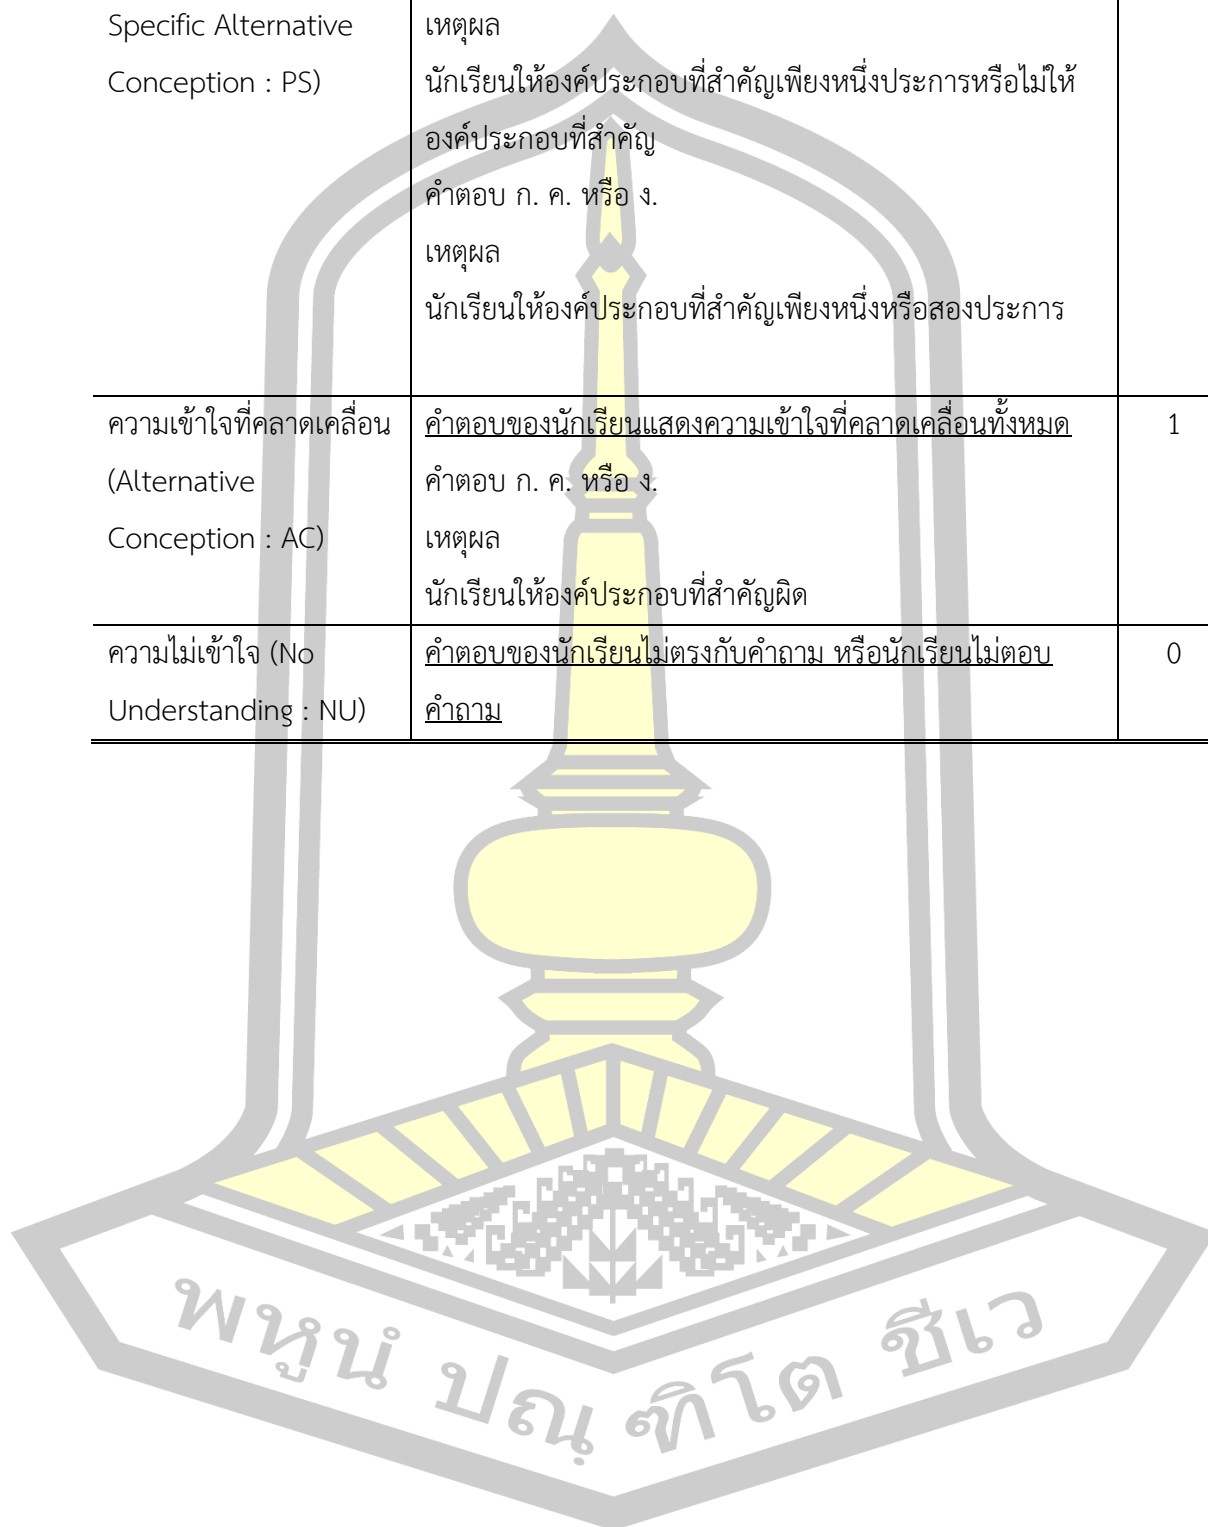 Specific Alternative
Conception : PS)
เหตุผล
นักเรียนให้องค์ประกอบที่สำคัญเพียงหนึ่งประการหรือไม่ให้
องค์ประกอบที่สำคัญ
คำตอบ ก. ค. หรือ ง.
เหตุผล
นักเรียนให้องค์ประกอบที่สำคัญเพียงหนึ่งหรือสองประการ
ความเข้าใจที่คลาดเคลื่อน
(Alternative
Conception : AC)
คำตอบของนักเรียนแสดงความเข้าใจที่คลาดเคลื่อนทั้งหมด
คำตอบ ก. ค. หรือ ง.
เหตุผล
นักเรียนให้องค์ประกอบที่สำคัญผิด
1
ความไม่เข้าใจ (No
Understanding : NU)
คำตอบของนักเรียนไม่ตรงกับคำถาม หรือนักเรียนไม่ตอบ
คำถาม
0
พหูนํ ปณฺฑิโต ชีเว